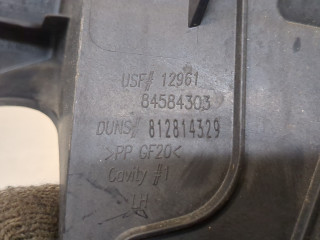 USF# 12961
84584303
DUNS# 812814329
>PP GF20<
Cavity #1
LH